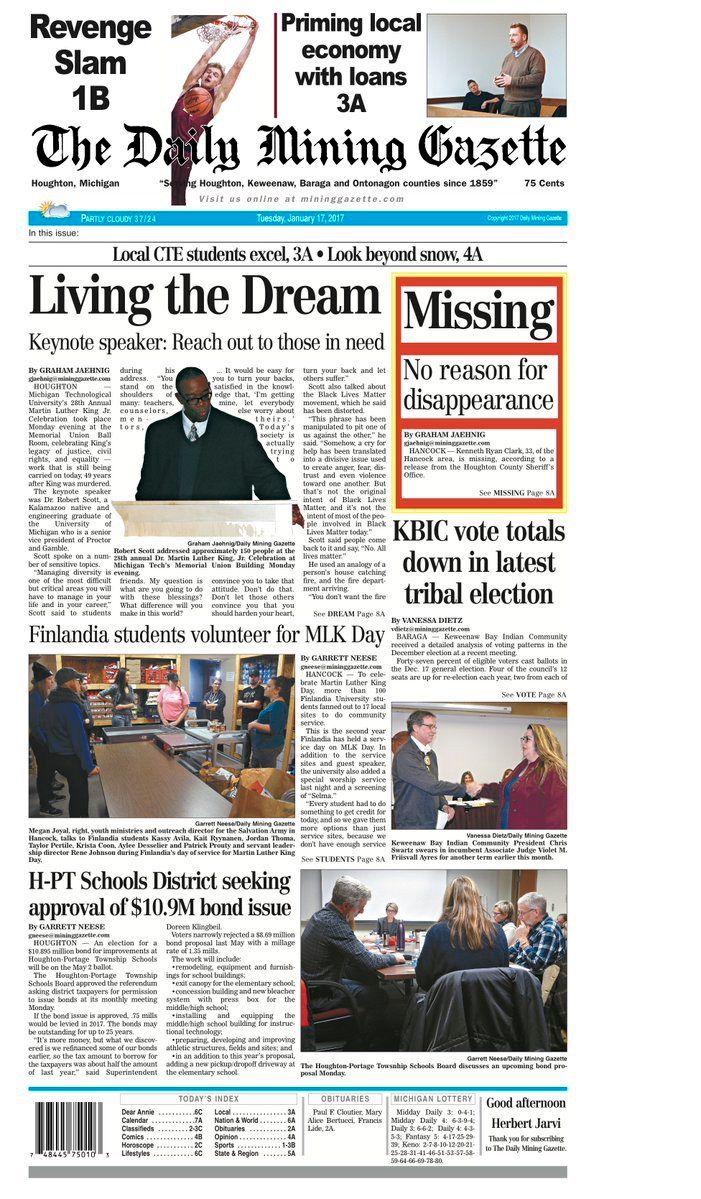 Revenge
Slam
1B
Priming local
economy
with loans
3A
The Daily Mining Gazette
Houghton, Michigan
“Serving Houghton, Keweenaw, Baraga and Ontonagon counties since 1859”
75 Cents
Visit us online at mininggazette.com
PARTLY CLOUDY 37/24
Tuesday, January 17, 2017
Copyright 2017 Daily Mining Gazette
In this issue:
Local CTE students excel, 3A • Look beyond snow, 4A
Living the Dream
Keynote speaker: Reach out to those in need
By GRAHAM JAEHNIG
gjaehnig@mininggazette.com
HOUGHTON —
Michigan Technological
University’s 28th Annual
Martin Luther King Jr.
Celebration took place
Monday evening at the
Memorial Union Ball
Room, celebrating King’s
legacy of justice, civil
rights, and equality —
work that is still being
carried on today, 49 years
after King was murdered.
The keynote speaker
was Dr. Robert Scott, a
Kalamazoo native and
engineering graduate of
the University of
Michigan who is a senior
vice president of Proctor
and Gamble.
Scott spoke on a num-
ber of sensitive topics.
“Managing diversity is
one of the most difficult
but critical areas you will
have to manage in your
life and in your career,”
Scott said to students
during his
address. “You
stand on the
shoulders of
many: teachers,
counselors,
men-
tors,
friends. My question is
what are you going to do
with these blessings?
What difference will you
make in this world?
... It would be easy for
you to turn your backs,
satisfied in the knowl-
edge that, ‘I’m getting
mine, let everybody
else worry about
theirs.’
Today’s
society is
actually
trying
to
convince you to take that
attitude. Don’t do that.
Don’t let those others
convince you that you
should harden your heart,
turn your back and let
others suffer.”
Scott also talked about
the Black Lives Matter
movement, which he said
has been distorted.
“This phrase has been
manipulated to pit one of
us against the other,” he
said. “Somehow, a cry for
help has been translated
into a divisive issue used
to create anger, fear, dis-
trust and even violence
toward one another. But
that’s not the original
intent of Black Lives
Matter, and it’s not the
intent of most of the peo-
ple involved in Black
Lives Matter today.”
Scott said people come
back to it and say, “No. All
lives matter.”
He used an analogy of a
person’s house catching
fire, and the fire depart-
ment arriving.
“You don’t want the fire
See DREAM Page 8A
Graham Jaehnig/Daily Mining Gazette
Robert Scott addressed approximately 150 people at the
28th annual Dr. Martin Luther King, Jr. Celebration at
Michigan Tech’s Memorial Union Building Monday
evening.
Missing
No reason for
disappearance
By GRAHAM JAEHNIG
gjaehnig@mininggazette.com
HANCOCK — Kenneth Ryan Clark, 33, of the
Hancock area, is missing, according to a
release from the Houghton County Sheriff’s
Office.
See MISSING Page 8A
KBIC vote totals
down in latest
tribal election
By VANESSA DIETZ
vdietz@mininggazette.com
BARAGA — Keweenaw Bay Indian Community
received a detailed analysis of voting patterns in the
December election at a recent meeting.
Forty-seven percent of eligible voters cast ballots in
the Dec. 17 general election. Four of the council’s 12
seats are up for re-election each year, two from each of
See VOTE Page 8A
Vanessa Dietz/Daily Mining Gazette
Keweenaw Bay Indian Community President Chris
Swartz swears in incumbent Associate Judge Violet M.
Friisvall Ayres for another term earlier this month.
Finlandia students volunteer for MLK Day
Garrett Neese/Daily Mining Gazette
Megan Joyal, right, youth ministries and outreach director for the Salvation Army in
Hancock, talks to Finlandia students Kassy Avila, Kait Ryynanen, Jordan Thoma,
Taylor Pertile, Krista Coon, Aylee Desselier and Patrick Prouty and servant leader-
ship director Rene Johnson during Finlandia’s day of service for Martin Luther King
Day.
By GARRETT NEESE
gneese@mininggazette.com
HANCOCK — To cele-
brate Martin Luther King
Day, more than 100
Finlandia University stu-
dents fanned out to 17 local
sites to do community
service.
This is the second year
Finlandia has held a serv-
ice day on MLK Day. In
addition to the service
sites and guest speaker,
the university also added a
special worship service
last night and a screening
of “Selma.”
“Every student had to do
something to get credit for
today, and so we gave them
more options than just
service sites, because we
don’t have enough service
See STUDENTS Page 8A
H-PT Schools District seeking
approval of $10.9M bond issue
By GARRETT NEESE
gneese@mininggazette.com
HOUGHTON — An election for a
$10.895 million bond for improvements at
Houghton-Portage Township Schools
will be on the May 2 ballot.
The Houghton-Portage Township
Schools Board approved the referendum
asking district taxpayers for permission
to issue bonds at its monthly meeting
Monday.
If the bond issue is approved, .75 mills
would be levied in 2017. The bonds may
be outstanding for up to 25 years.
“It’s more money, but what we discov-
ered is we refinanced some of our bonds
earlier, so the tax amount to borrow for
the taxpayers was about half the amount
of last year,” said Superintendent
Doreen Klingbeil.
Voters narrowly rejected a $8.69 million
bond proposal last May with a millage
rate of 1.35 mills.
The work will include:
•remodeling, equipment and furnish-
ings for school buildings;
•exit canopy for the elementary school;
•concession building and new bleacher
system with press box for the
middle/high school;
•installing and equipping the
middle/high school building for instruc-
tional technology;
•preparing, developing and improving
athletic structures, fields and sites; and
•in an addition to this year’s proposal,
adding a new pickup/dropoff driveway at
the elementary school.
Garrett Neese/Daily Mining Gazette
The Houghton-Portage Township Schools Board discusses an upcoming bond pro-
posal Monday.
7 48445 75010 3
TODAY’S INDEX
Dear Annie ..........6C
Calendar ............7A
Classifieds ........2-3C
Comics ..............4B
Horoscope ..........2C
Lifestyles ............6C
Local ................3A
Nation & World ......6A
Obituaries ..........2A
Opinion ..............4A
Sports ............1-3B
State & Region ......5A
OBITUARIES
Paul F. Cloutier, Mary
Alice Bertucci, Francis
Lide, 2A.
MICHIGAN LOTTERY
Midday Daily 3: 0-4-1;
Midday Daily 4: 6-3-9-4;
Daily 3: 6-6-2; Daily 4: 4-3-
5-3; Fantasy 5: 4-17-25-29-
39; Keno: 2-7-8-10-12-20-21-
25-28-31-41-46-51-53-57-58-
59-64-66-69-78-80.
Good afternoon
Herbert Jarvi
Thank you for subscribing
to The Daily Mining Gazette.